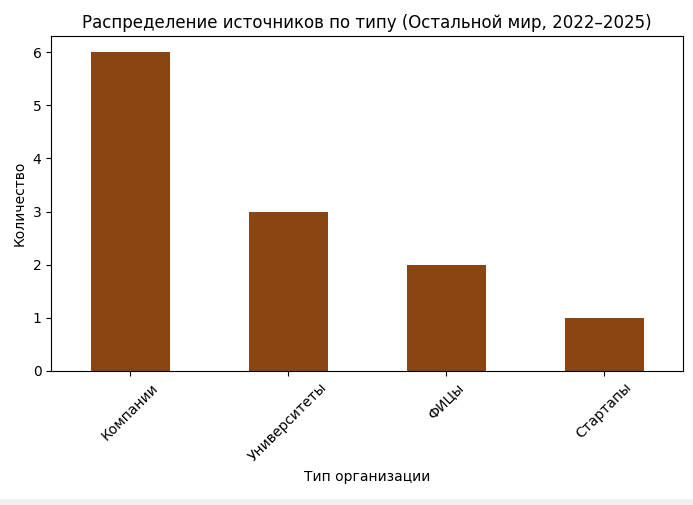 Распределение источников по типу (Остальной мир, 2022–2025)
Количество
6
5
4
3
2
1
0
Компании
Университеты
ФИЦы
Стартапы
Тип организации